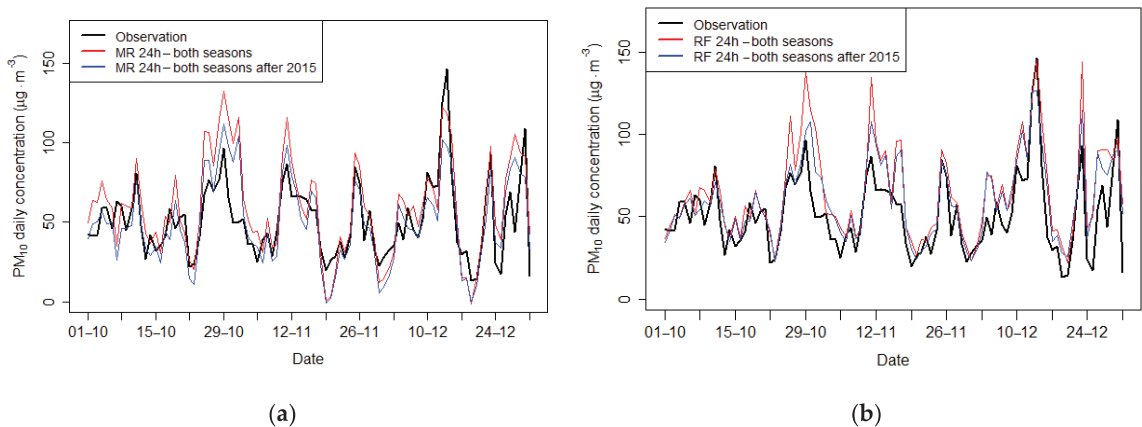 (a)
Observation
MR 24h–both seasons
MR 24h–both seasons after 2015
PM₁₀ daily concentration (µg·m⁻³)
150
100
50
0
01–10 15–10 29–10 12–11 26–11 10–12 24–12
Date
(b)
Observation
RF 24h–both seasons
RF 24h–both seasons after 2015
PM₁₀ daily concentration (µg·m⁻³)
150
100
50
0
01–10 15–10 29–10 12–11 26–11 10–12 24–12
Date